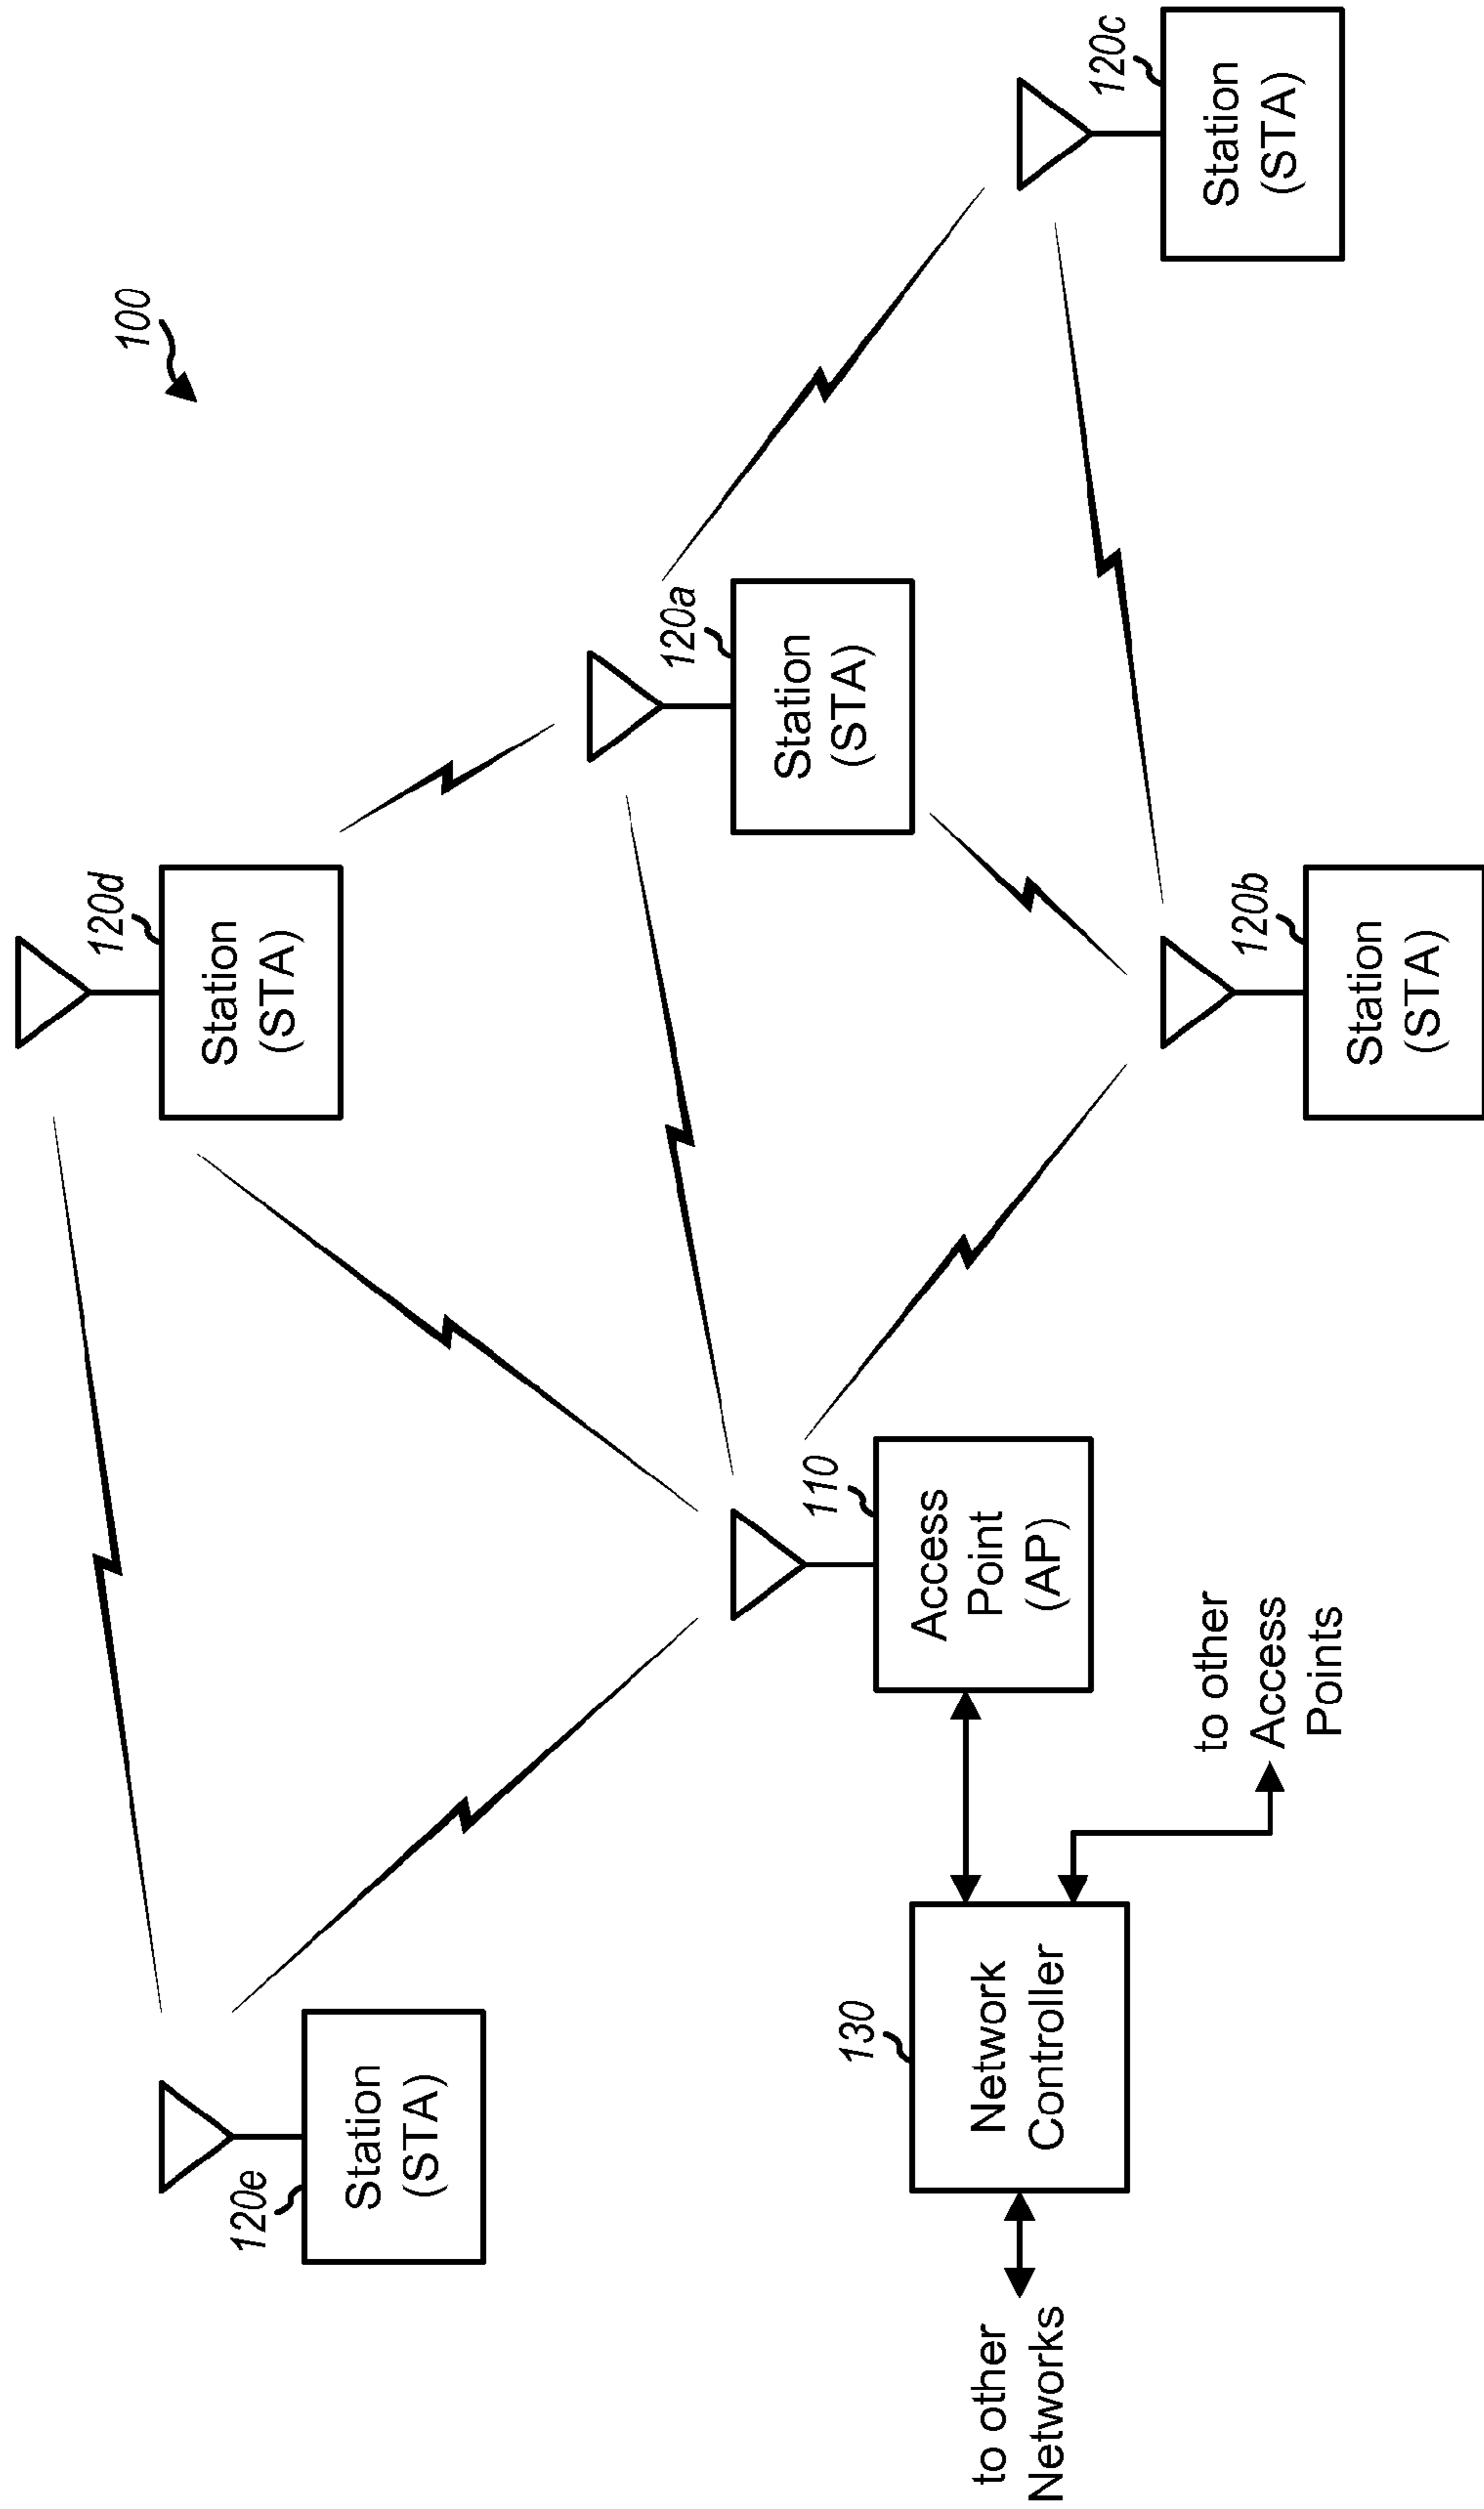 100
120d
Station
(STA)
120e
Station
(STA)
120a
Station
(STA)
120c
Station
(STA)
110
Access
Point
(AP)
130
Network
Controller
to other
Networks
to other
Access
Points
120b
Station
(STA)